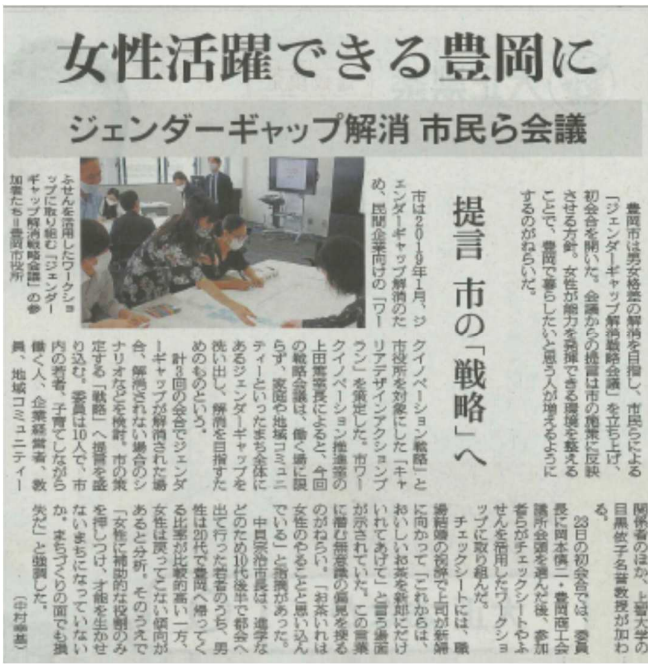 女性活躍できる豊岡に
ジェンダーギャップ解消 市民ら会議
提言 市の「戦略」へ
豊岡市は男女格差の解消を目指し、市民らによる
「ジェンダーギャップ解消戦略会議」を立ち上げ、
初会合を開いた。会議からの提言は市の施策に反映
させる方針。女性が能力を発揮できる環境を整える
ことで、豊岡で暮らしたいと思う人が増えるように
するのがねらいだ。
市は2019年1月、ジ
ェンダーギャップ解消のた
め、民間企業向けの「ワー
ふせんを活用したワークショ
ップに取り組む「ジェンダー
ギャップ解消戦略会議」の参
加者たち＝豊岡市役所
クイノベーション戦略」と
市役所を対象にした「キャ
リアデザインアクションプ
ラン」を策定した。市ワー
クイノベーション推進室の
上田篤室長によると、今回
の戦略会議は、働く場に限
らず、家庭や地域コミュニ
ティーといったまち全体に
あるジェンダーギャップを
洗い出し、解消を目指すた
めのものという。
計3回の会合でジェンダ
ーギャップが解消された場
合、解消されない場合のシ
ナリオなどを検討。市の策
定する「戦略」へ提言を盛
り込む。委員は10人で、市
内の若者、子育てしながら
働く人、企業経営者、教
員、地域コミュニティー
関係者のほか、上智大学の
目黒依子名誉教授が加わ
る。
23日の初会合では、委員
長に岡本慎二・豊岡商工会
議所会頭を選んだ後、参加
者らがチェックシートやふ
せんを活用したワークショ
ップに取り組んだ。
チェックシートには、職
場結婚の祝宴で上司が新婦
に向かって「これからは、
おいしいお茶を新郎にだけ
いれてあげて」と言う場面
が示されていた。この言葉
に潜む無意識の偏見を探る
のがねらい。「お茶いれは
女性のやることと思い込ん
でいる」と指摘があった。
中貝宗治市長は、進学な
どのため10代後半で都会へ
出て行った若者のうち、男
性は20代で豊岡へ帰ってく
る比率が比較的高い一方、
女性は戻ってこない傾向が
あると分析。そのうえで
「女性に補助的な役割のみ
を押しつけ、才能を生かせ
ないまちになっていない
か。まちづくりの面でも損
失だ」と強調した。
（中村幸基）